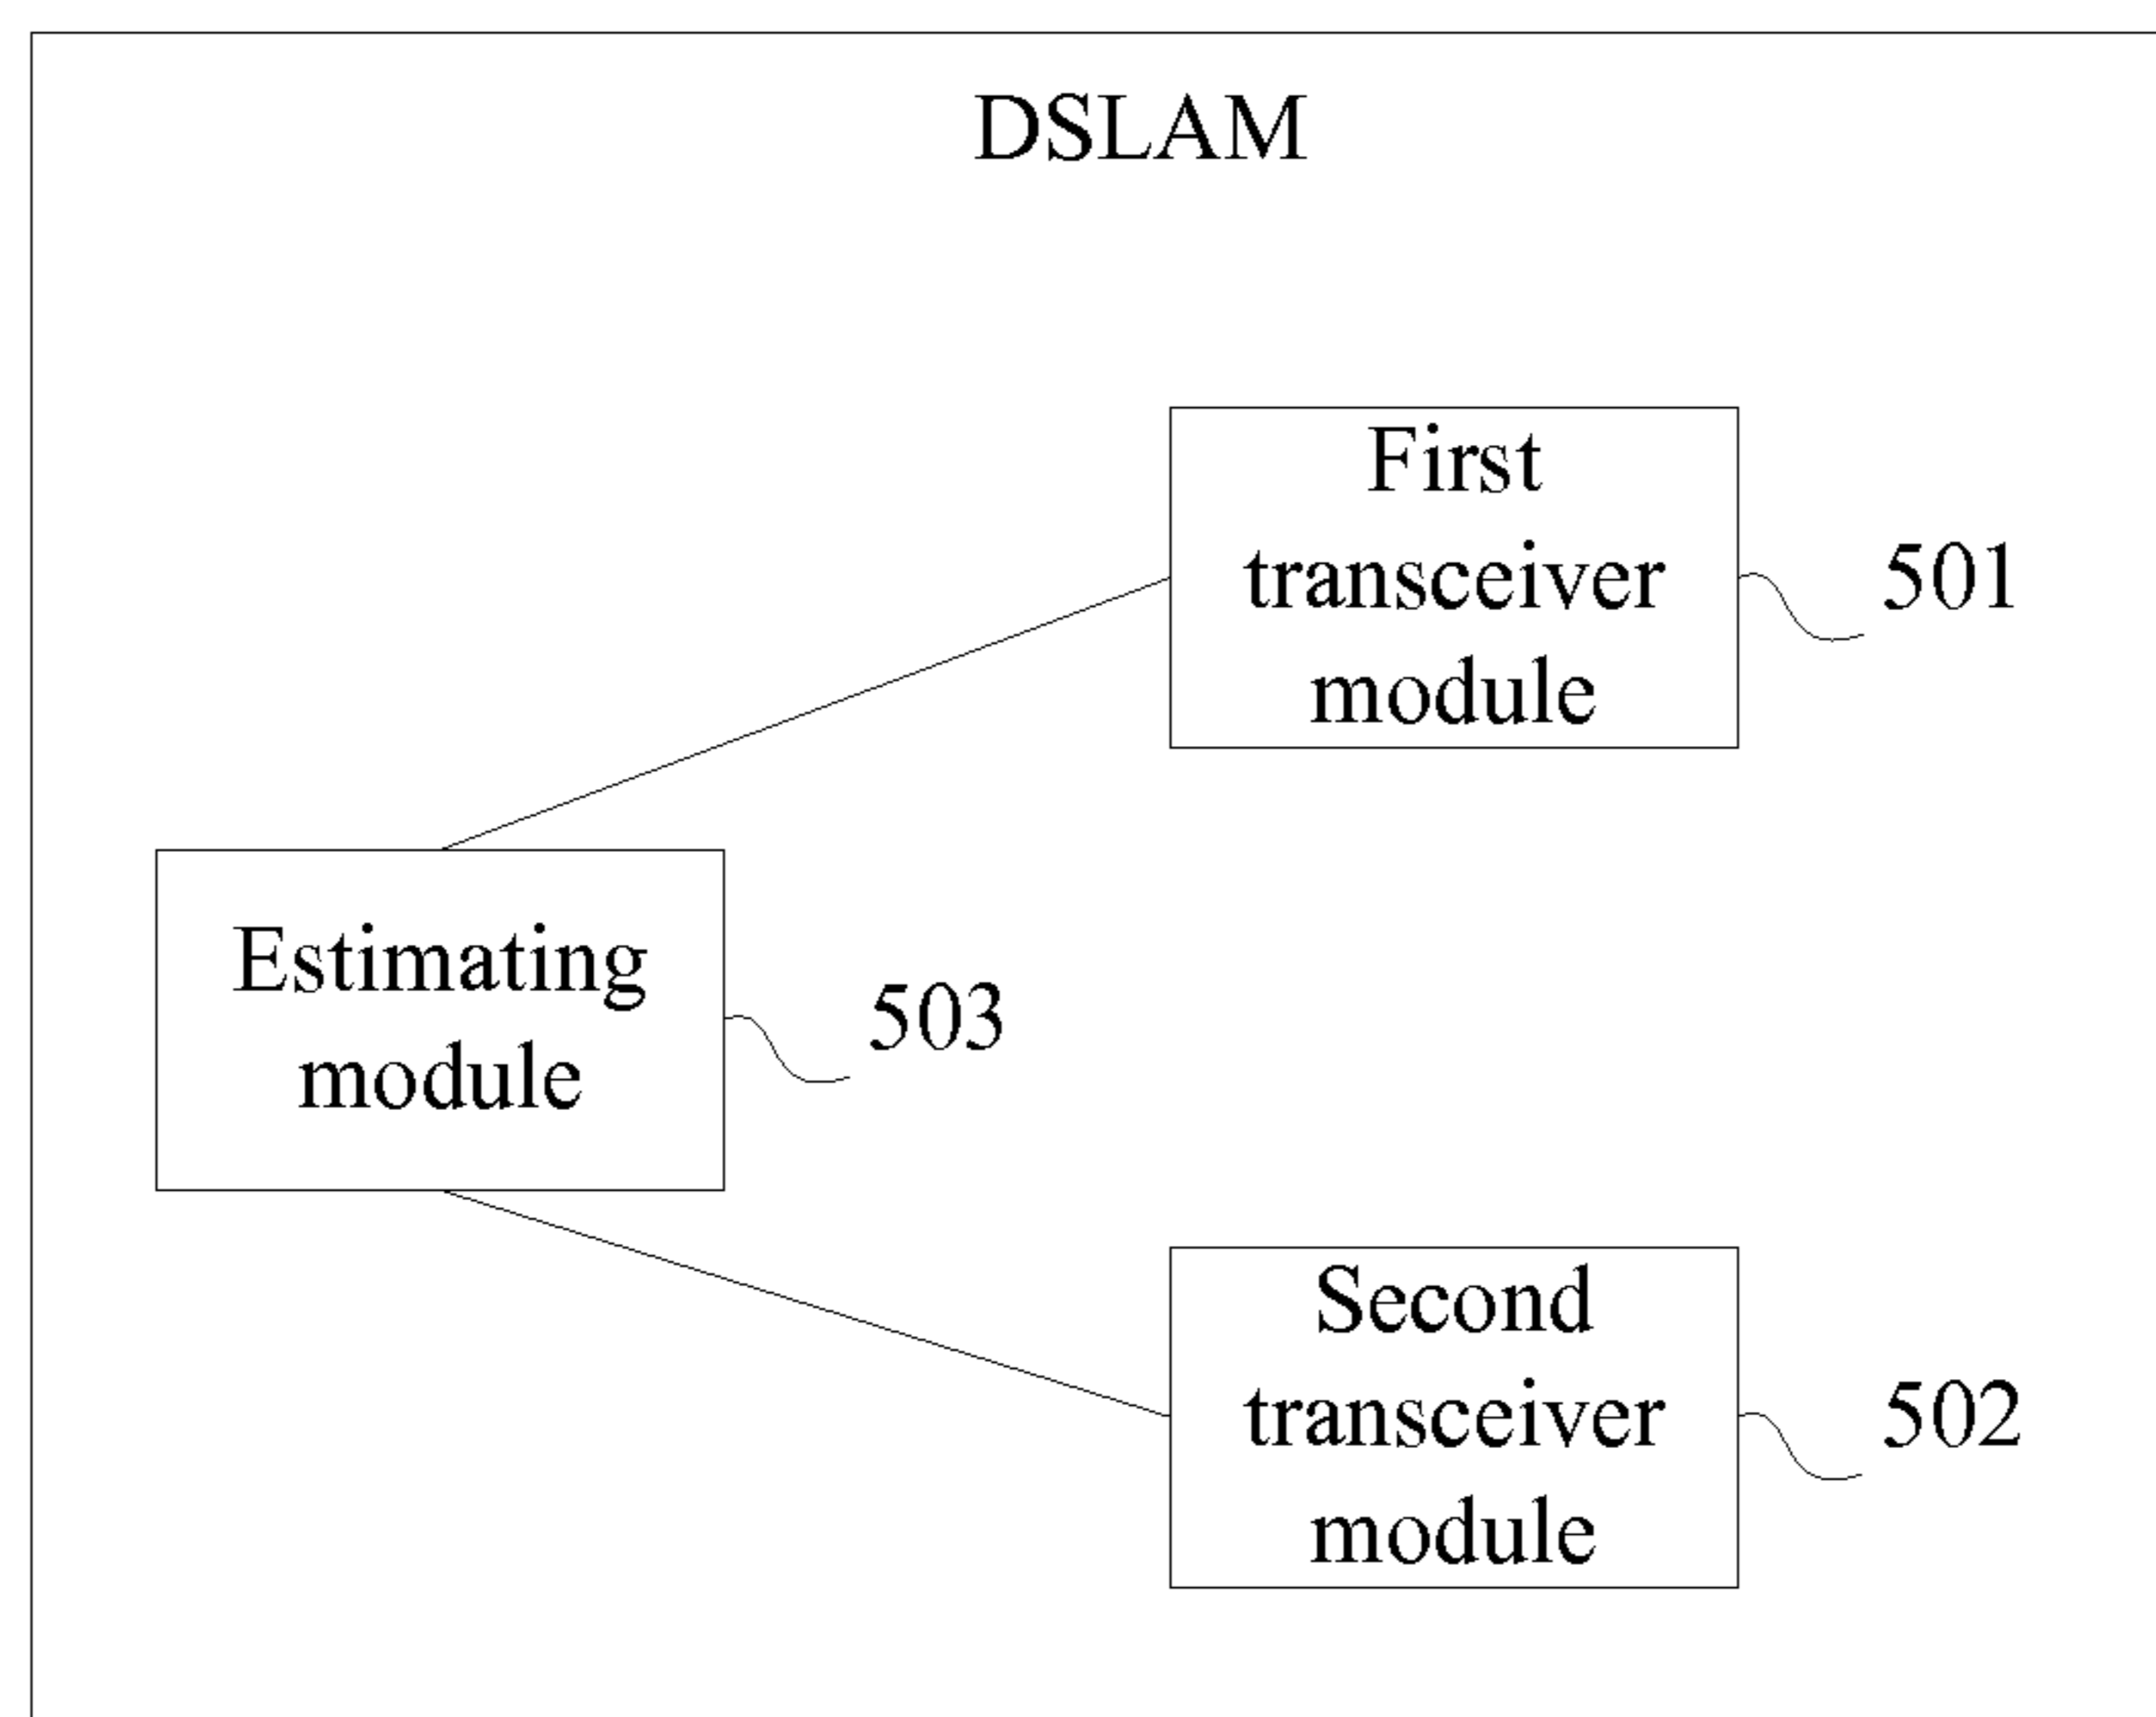 DSLAM
First
transceiver
module
501
Estimating
module
503
Second
transceiver
module
502